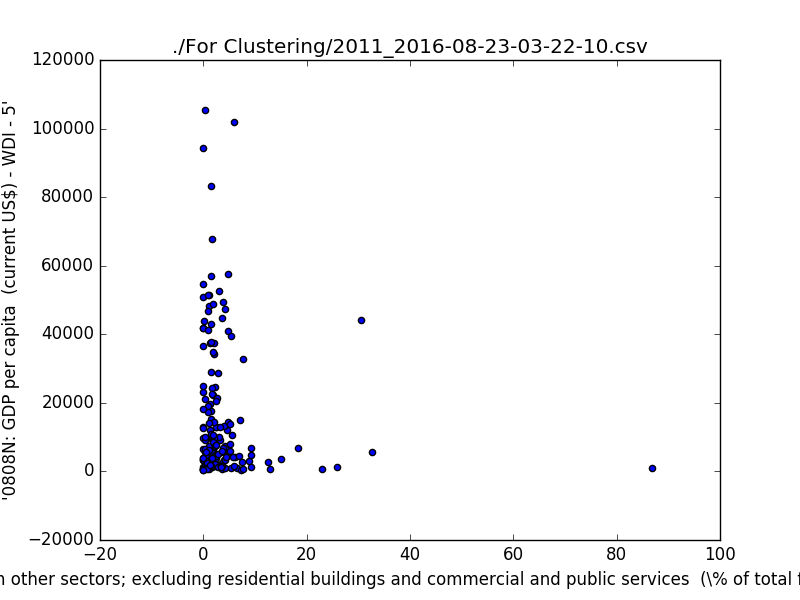 ./For Clustering/2011_2016-08-23-03-22-10.csv
'0808N: GDP per capita  (current US$) - WDI - 5'
120000
100000
80000
60000
40000
20000
0
−20000
−20 0 20 40 60 80 100
other sectors; excluding residential buildings and commercial and public services  (\% of total